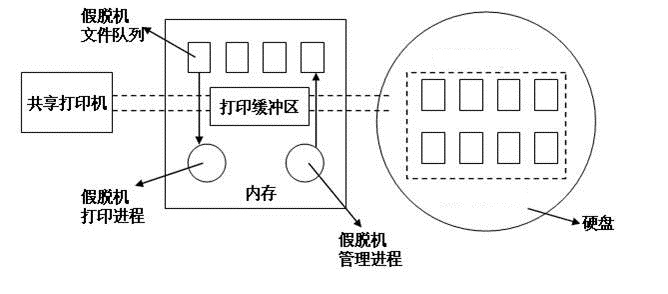 假脱机
文件队列
共享打印机
打印缓冲区
假脱机
打印进程
内存
假脱机
管理进程
硬盘